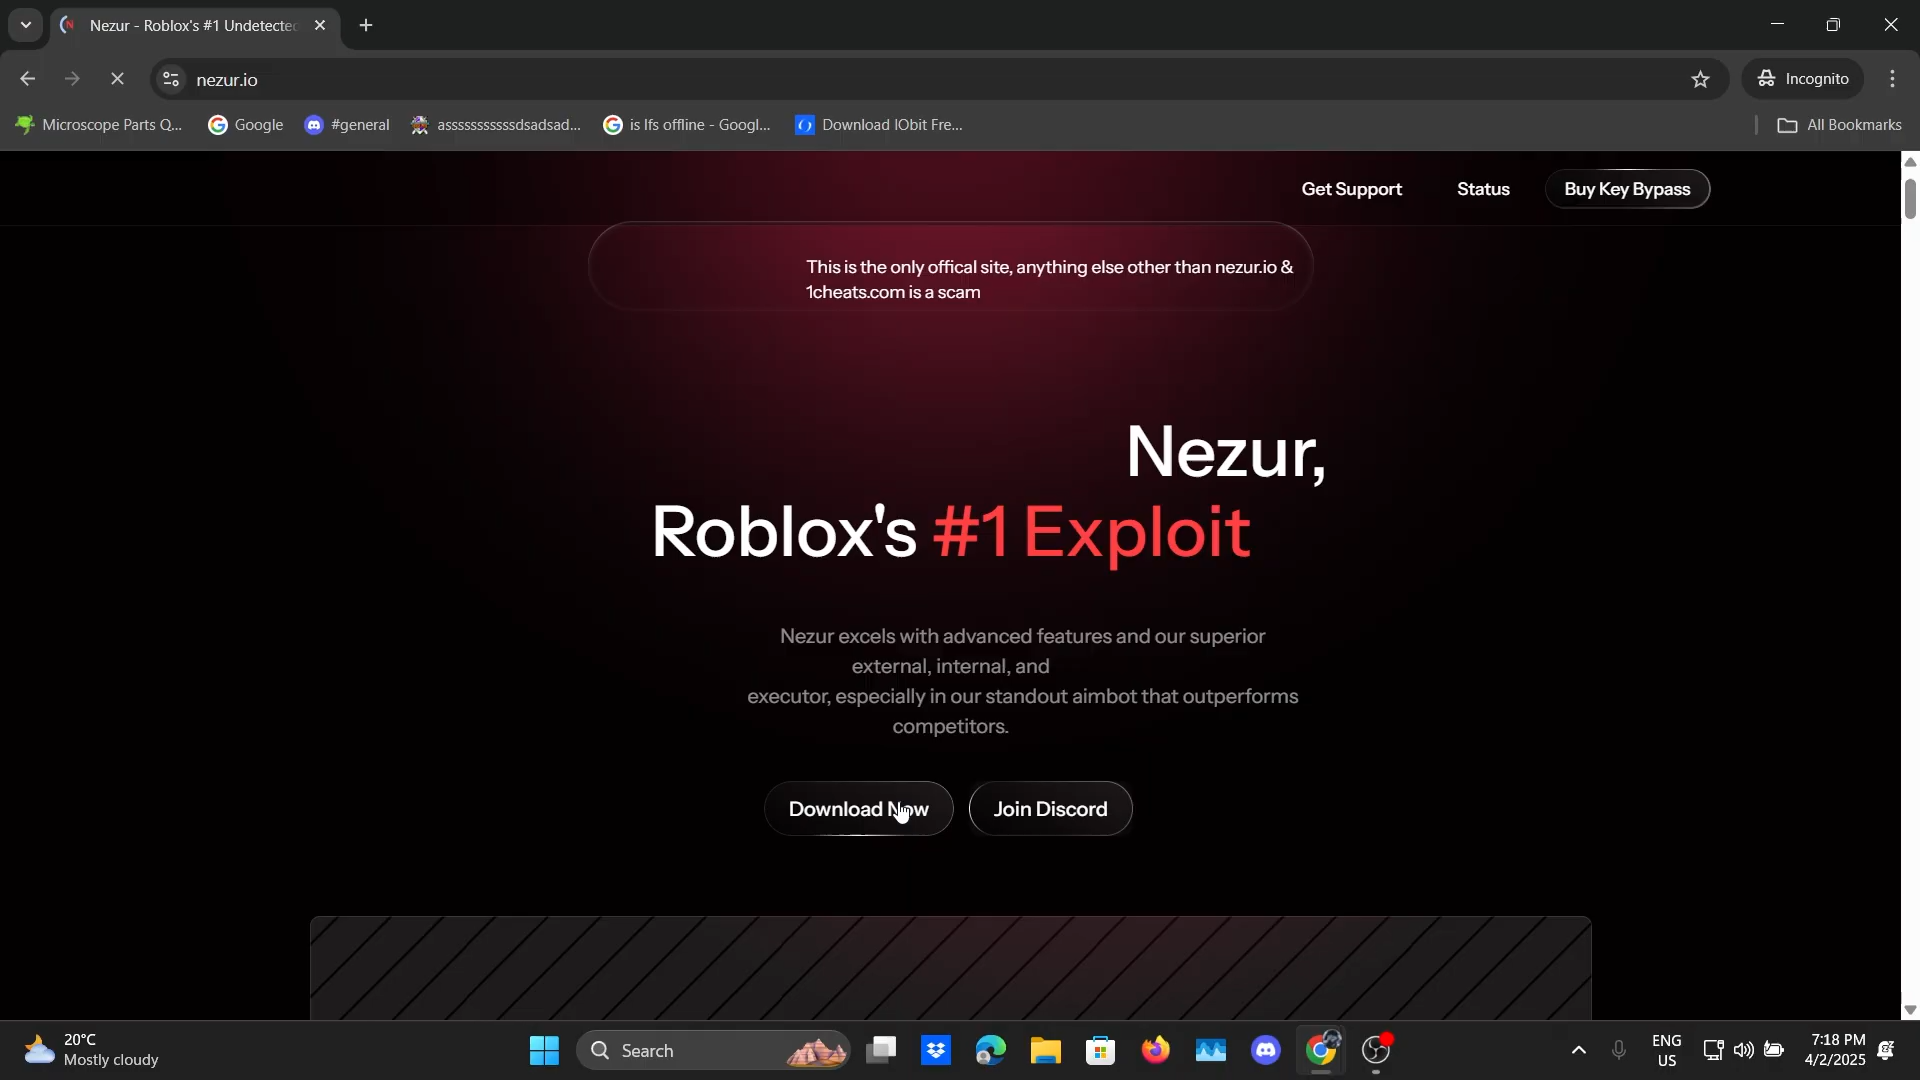 Nezur - Roblox's #1 Undetected
nezur.io
Incognito
Microscope Parts Q...
Google
#general
asssssssssssdsadsad...
is lfs offline - Googl...
Download IObit Fre...
All Bookmarks
Get Support
Status
Buy Key Bypass
This is the only offical site, anything else other than nezur.io &
1cheats.com is a scam
Nezur,
Roblox's #1 Exploit
Nezur excels with advanced features and our superior
external, internal, and
executor, especially in our standout aimbot that outperforms
competitors.
Download Now
Join Discord
20°C
Mostly cloudy
Search
ENG
US
7:18 PM
4/2/2025